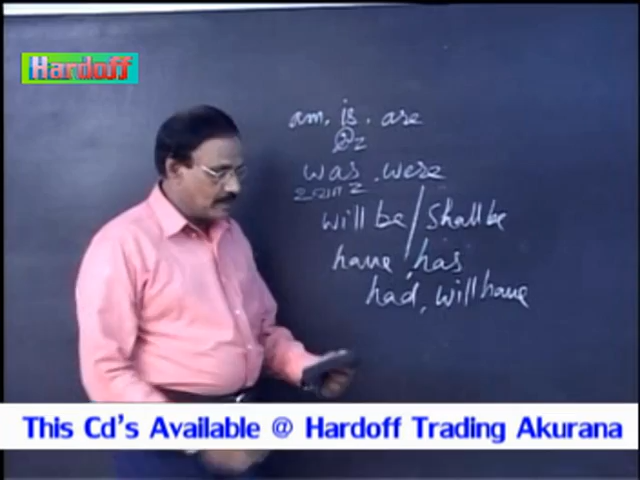 Hardoff
am. is. are
was. were
will be / Shall be
have, has
had, will have
This Cd's Available @ Hardoff Trading Akurana